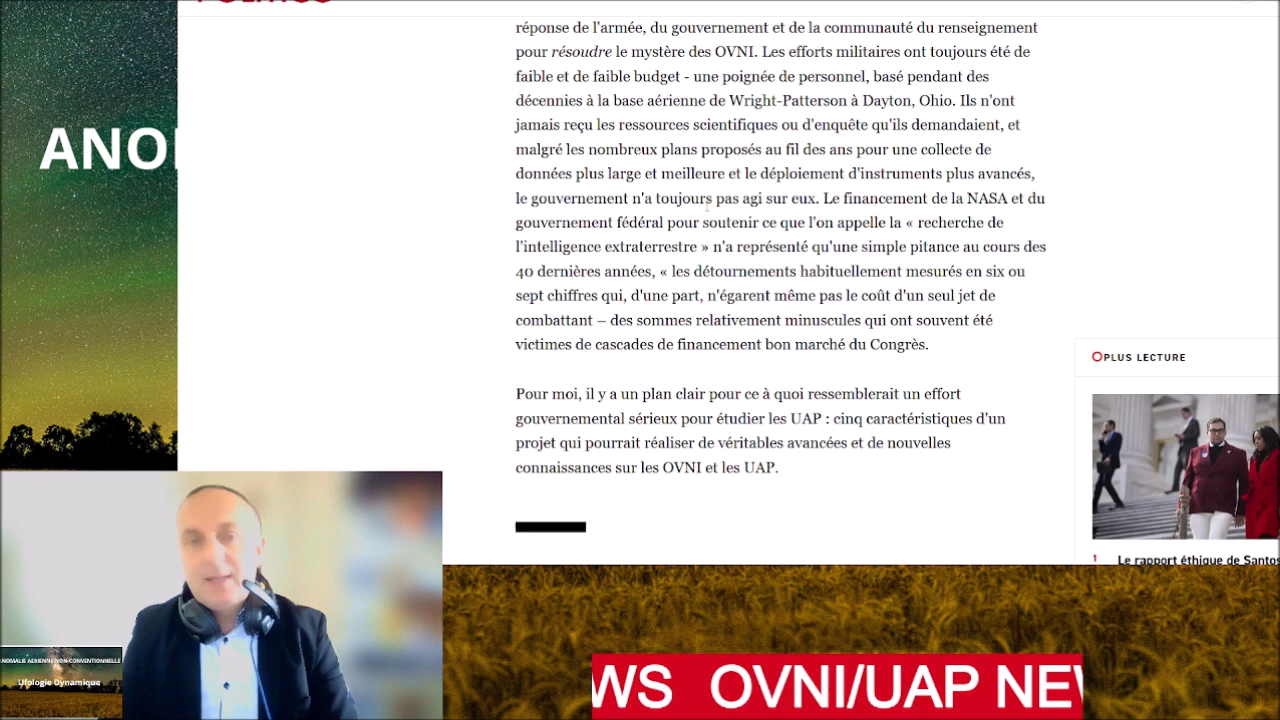 réponse de l'armée, du gouvernement et de la communauté du renseignement
pour résoudre le mystère des OVNI. Les efforts militaires ont toujours été de
faible et de faible budget - une poignée de personnel, basé pendant des
décennies à la base aérienne de Wright-Patterson à Dayton, Ohio. Ils n'ont
jamais reçu les ressources scientifiques ou d'enquête qu'ils demandaient, et
malgré les nombreux plans proposés au fil des ans pour une collecte de
données plus large et meilleure et le déploiement d'instruments plus avancés,
le gouvernement n'a toujours pas agi sur eux. Le financement de la NASA et du
gouvernement fédéral pour soutenir ce que l'on appelle la « recherche de
l'intelligence extraterrestre » n'a représenté qu'une simple pitance au cours des
40 dernières années, « les détournements habituellement mesurés en six ou
sept chiffres qui, d'une part, n'égarent même pas le coût d'un seul jet de
combattant – des sommes relativement minuscules qui ont souvent été
victimes de cascades de financement bon marché du Congrès.
Pour moi, il y a un plan clair pour ce à quoi ressemblerait un effort
gouvernemental sérieux pour étudier les UAP : cinq caractéristiques d'un
projet qui pourrait réaliser de véritables avancées et de nouvelles
connaissances sur les OVNI et les UAP.
ANO
PLUS LECTURE
1 Le rapport éthique de Santos
ANOMALIE AERIENNE NON-CONVENTIONNELLE
Ufologie Dynamique
WS OVNI/UAP NEW